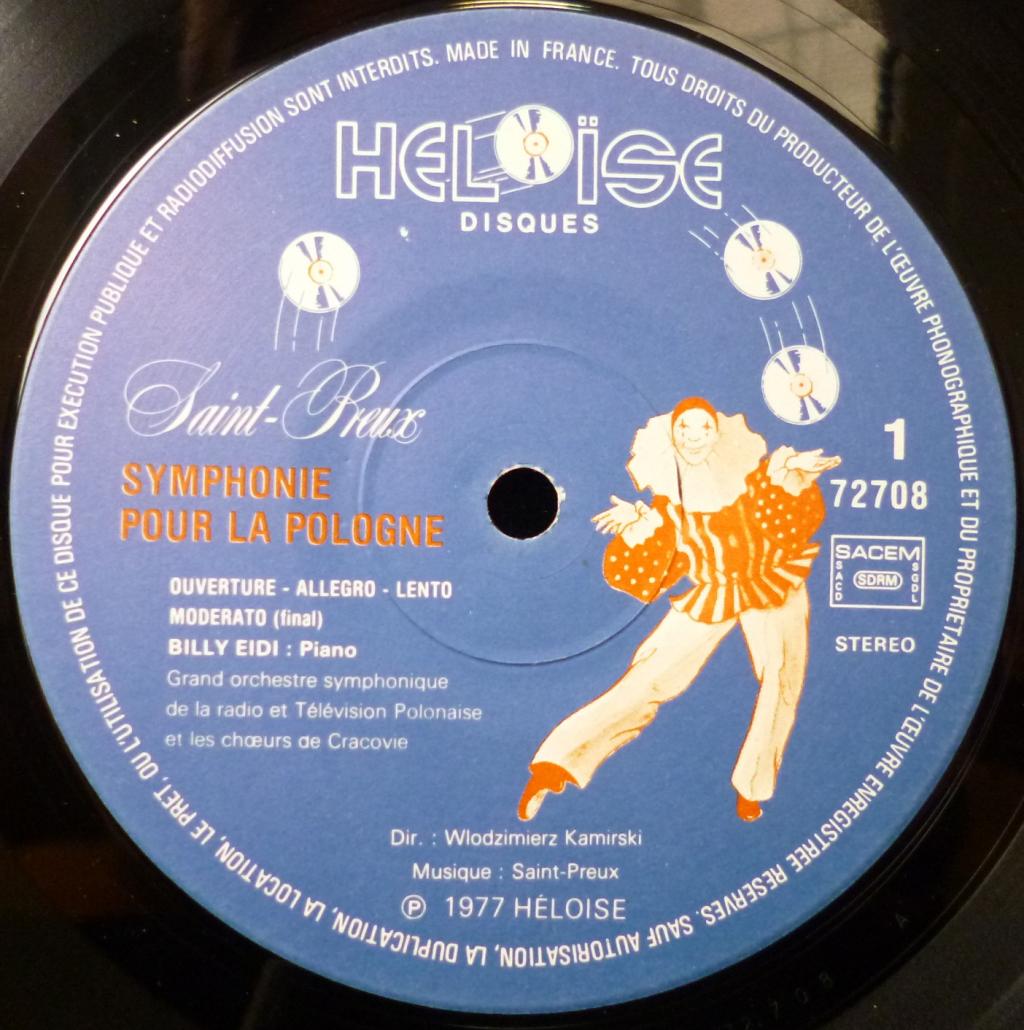 TOUS DROITS DU PRODUCTEUR DE L'ŒUVRE PHONOGRAPHIQUE ET DU PROPRIETAIRE DE L'ŒUVRE ENREGISTREE RESERVES. SAUF AUTORISATION, LA DUPLICATION, LA LOCATION, LE PRET, OU L'UTILISATION DE CE DISQUE POUR EXECUTION PUBLIQUE ET RADIODIFFUSION SONT INTERDITS. MADE IN FRANCE.
HELOÏSE
DISQUES
Saint-Preux
SYMPHONIE
POUR LA POLOGNE
1
72708
SACEM
SACD
SDRM
SGDL
STEREO
OUVERTURE - ALLEGRO - LENTO
MODERATO (final)
BILLY EIDI : Piano
Grand orchestre symphonique
de la radio et Télévision Polonaise
et les chœurs de Cracovie
Dir. : Wlodzimierz Kamirski
Musique : Saint-Preux
℗ 1977 HÉLOISE